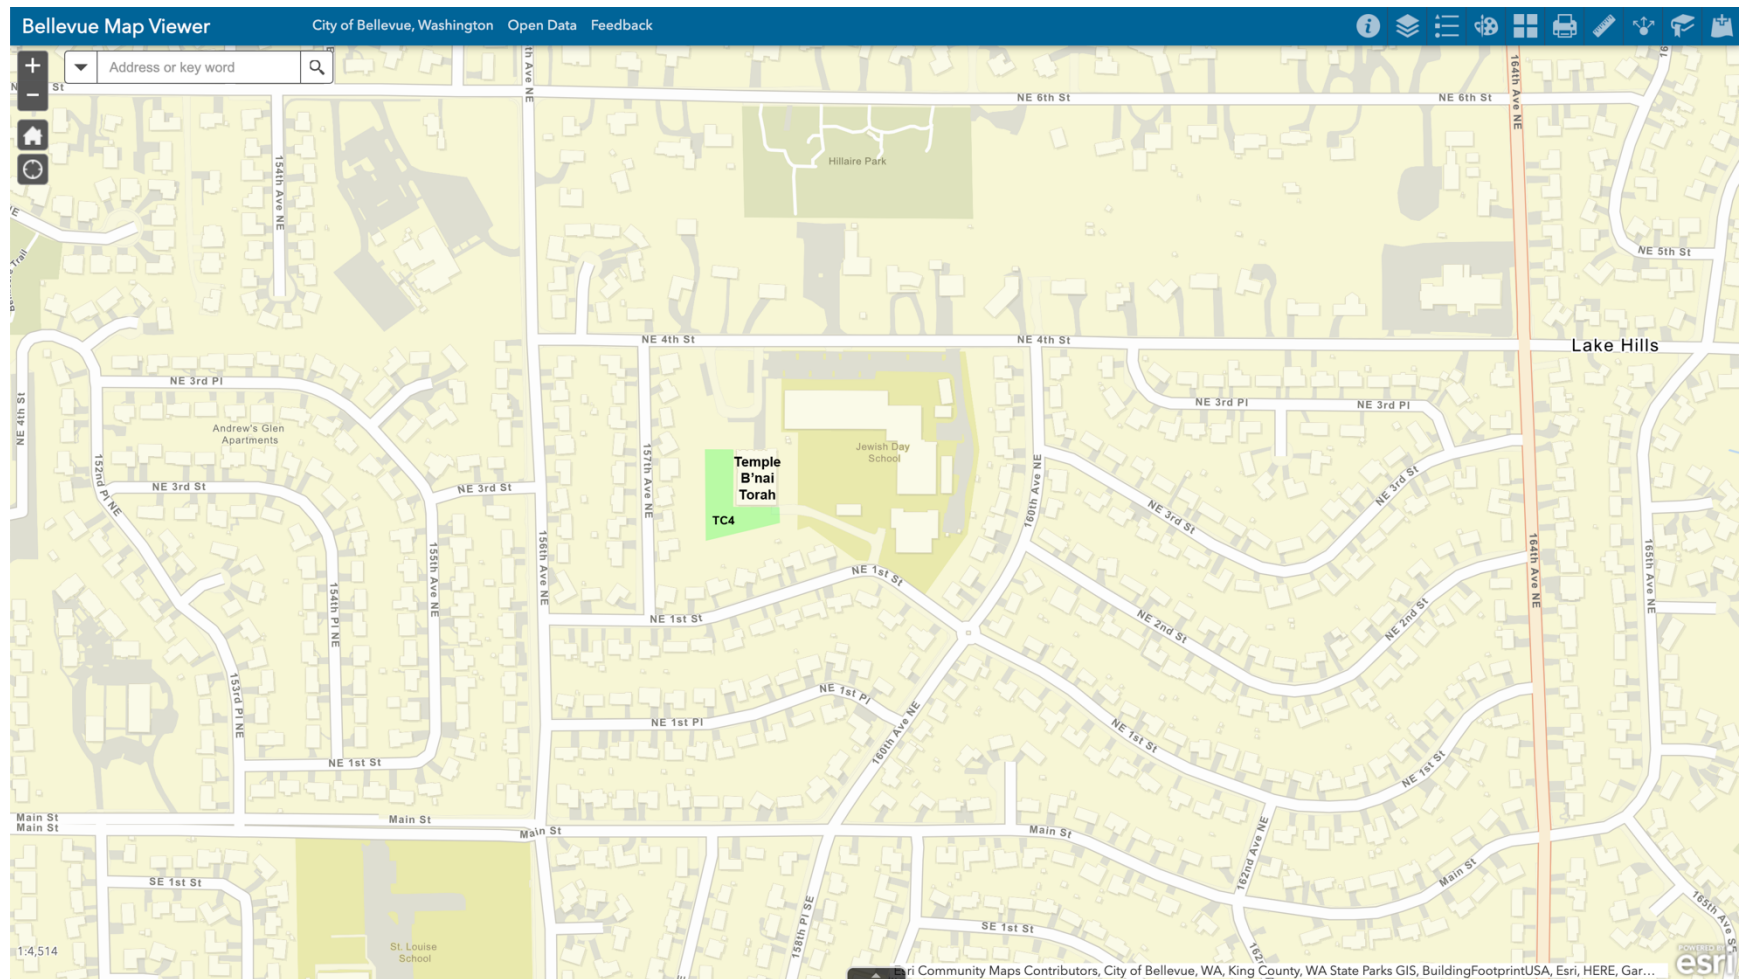 Bellevue Map Viewer
City of Bellevue, Washington
Open Data
Feedback
Address or key word
St
NE 6th St
NE 6th St
164th Ave NE
154th Ave NE
Hillaire Park
NE 5th St
Trail
NE 4th St
NE 4th St
Lake Hills
NE 3rd Pl
NE 3rd Pl
NE 3rd Pl
NE 4th St
Andrew's Glen
Apartments
Jewish Day
School
157th Ave NE
Temple
B'nai
Torah
TC4
152nd Pl NE
NE 3rd St
NE 3rd St
160th Ave NE
NE 3rd St
NE 3rd St
156th Ave NE
155th Ave NE
154th Pl NE
164th Ave NE
165th Ave NE
NE 1st St
NE 1st St
NE 2nd St
NE 2nd St
153rd Pl NE
NE 1st Pl
NE 1st Pl
160th Ave NE
NE 1st St
NE 1st St
NE 1st St
Main St
Main St
Main St
Main St
Main St
Main St
162nd Ave NE
SE 1st St
158th Pl SE
SE 1st St
St. Louise
School
1:4,514
POWERED BY
esri
Esri Community Maps Contributors, City of Bellevue, WA, King County, WA State Parks GIS, BuildingFootprintUSA, Esri, HERE, Gar...